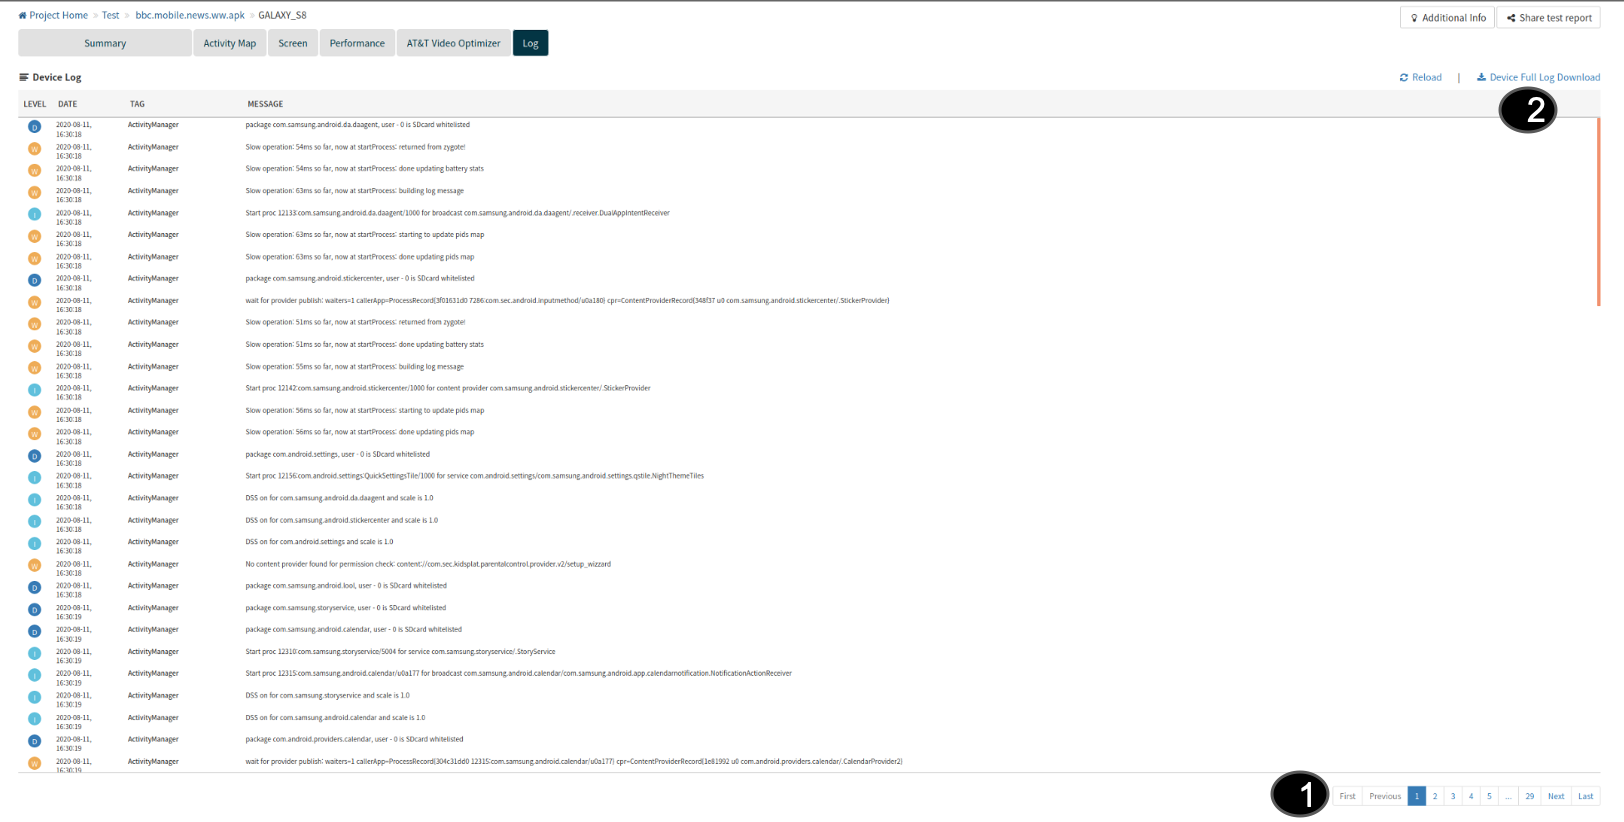 Project Home » Test » bbc.mobile.news.ww.apk » GALAXY_S8
Additional Info Share test report
Summary Activity Map Screen Performance AT&T Video Optimizer Log
Device Log
Reload | Device Full Log Download
2
LEVEL DATE TAG MESSAGE
D 2020-08-11, 16:30:18 ActivityManager package com.samsung.android.da.daagent, user - 0 is SDcard whitelisted
W 2020-08-11, 16:30:18 ActivityManager Slow operation: 54ms so far, now at startProcess: returned from zygote!
W 2020-08-11, 16:30:18 ActivityManager Slow operation: 54ms so far, now at startProcess: done updating battery stats
W 2020-08-11, 16:30:18 ActivityManager Slow operation: 63ms so far, now at startProcess: building log message
I 2020-08-11, 16:30:18 ActivityManager Start proc 12133:com.samsung.android.da.daagent/1000 for broadcast com.samsung.android.da.daagent/.receiver.DualAppIntentReceiver
W 2020-08-11, 16:30:18 ActivityManager Slow operation: 63ms so far, now at startProcess: starting to update pids map
W 2020-08-11, 16:30:18 ActivityManager Slow operation: 63ms so far, now at startProcess: done updating pids map
D 2020-08-11, 16:30:18 ActivityManager package com.samsung.android.stickercenter, user - 0 is SDcard whitelisted
W 2020-08-11, 16:30:18 ActivityManager wait for provider publish: waiters=1 callerApp=ProcessRecord{3f01631d0 7286:com.sec.android.inputmethod/u0a180} cpr=ContentProviderRecord{348f37 u0 com.samsung.android.stickercenter/.StickerProvider}
W 2020-08-11, 16:30:18 ActivityManager Slow operation: 51ms so far, now at startProcess: returned from zygote!
W 2020-08-11, 16:30:18 ActivityManager Slow operation: 51ms so far, now at startProcess: done updating battery stats
W 2020-08-11, 16:30:18 ActivityManager Slow operation: 55ms so far, now at startProcess: building log message
I 2020-08-11, 16:30:18 ActivityManager Start proc 12142:com.samsung.android.stickercenter/1000 for content provider com.samsung.android.stickercenter/.StickerProvider
W 2020-08-11, 16:30:18 ActivityManager Slow operation: 56ms so far, now at startProcess: starting to update pids map
W 2020-08-11, 16:30:18 ActivityManager Slow operation: 56ms so far, now at startProcess: done updating pids map
D 2020-08-11, 16:30:18 ActivityManager package com.android.settings, user - 0 is SDcard whitelisted
I 2020-08-11, 16:30:18 ActivityManager Start proc 12156:com.android.settings:QuickSettingsTile/1000 for service com.android.settings/com.samsung.android.settings.qstile.NightThemeTiles
I 2020-08-11, 16:30:18 ActivityManager DSS on for com.samsung.android.da.daagent and scale is 1.0
I 2020-08-11, 16:30:18 ActivityManager DSS on for com.samsung.android.stickercenter and scale is 1.0
I 2020-08-11, 16:30:18 ActivityManager DSS on for com.android.settings and scale is 1.0
W 2020-08-11, 16:30:18 ActivityManager No content provider found for permission check: content://com.sec.kidsplat.parentalcontrol.provider.v2/setup_wizzard
D 2020-08-11, 16:30:18 ActivityManager package com.samsung.android.lool, user - 0 is SDcard whitelisted
D 2020-08-11, 16:30:19 ActivityManager package com.samsung.storyservice, user - 0 is SDcard whitelisted
D 2020-08-11, 16:30:19 ActivityManager package com.samsung.android.calendar, user - 0 is SDcard whitelisted
I 2020-08-11, 16:30:19 ActivityManager Start proc 12310:com.samsung.storyservice/5004 for service com.samsung.storyservice/.StoryService
I 2020-08-11, 16:30:19 ActivityManager Start proc 12315:com.samsung.android.calendar/u0a177 for broadcast com.samsung.android.calendar/com.samsung.android.app.calendarnotification.NotificationActionReceiver
I 2020-08-11, 16:30:19 ActivityManager DSS on for com.samsung.storyservice and scale is 1.0
I 2020-08-11, 16:30:19 ActivityManager DSS on for com.samsung.android.calendar and scale is 1.0
D 2020-08-11, 16:30:19 ActivityManager package com.android.providers.calendar, user - 0 is SDcard whitelisted
W 2020-08-11, 16:30:19 ActivityManager wait for provider publish: waiters=1 callerApp=ProcessRecord{304c31dd0 12315:com.samsung.android.calendar/u0a177} cpr=ContentProviderRecord{1e81992 u0 com.android.providers.calendar/.CalendarProvider2}
1 First Previous 1 2 3 4 5 ... 29 Next Last